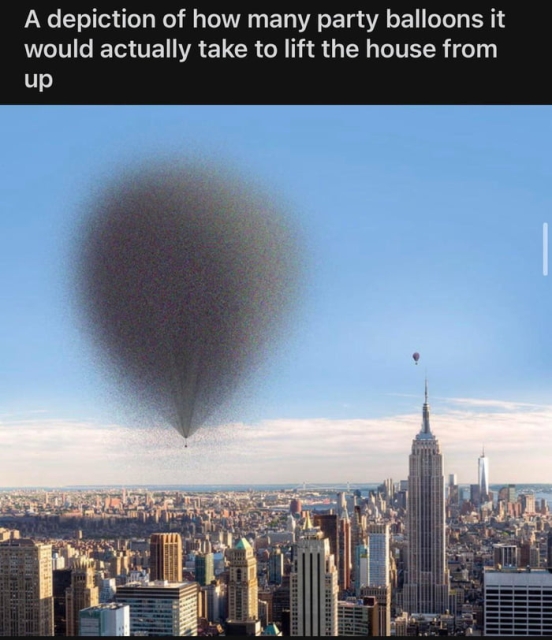 A depiction of how many party balloons it
would actually take to lift the house from
up